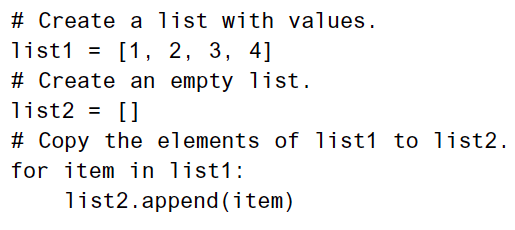 # Create a list with values.
list1 = [1, 2, 3, 4]
# Create an empty list.
list2 = []
# Copy the elements of list1 to list2.
for item in list1:
    list2.append(item)